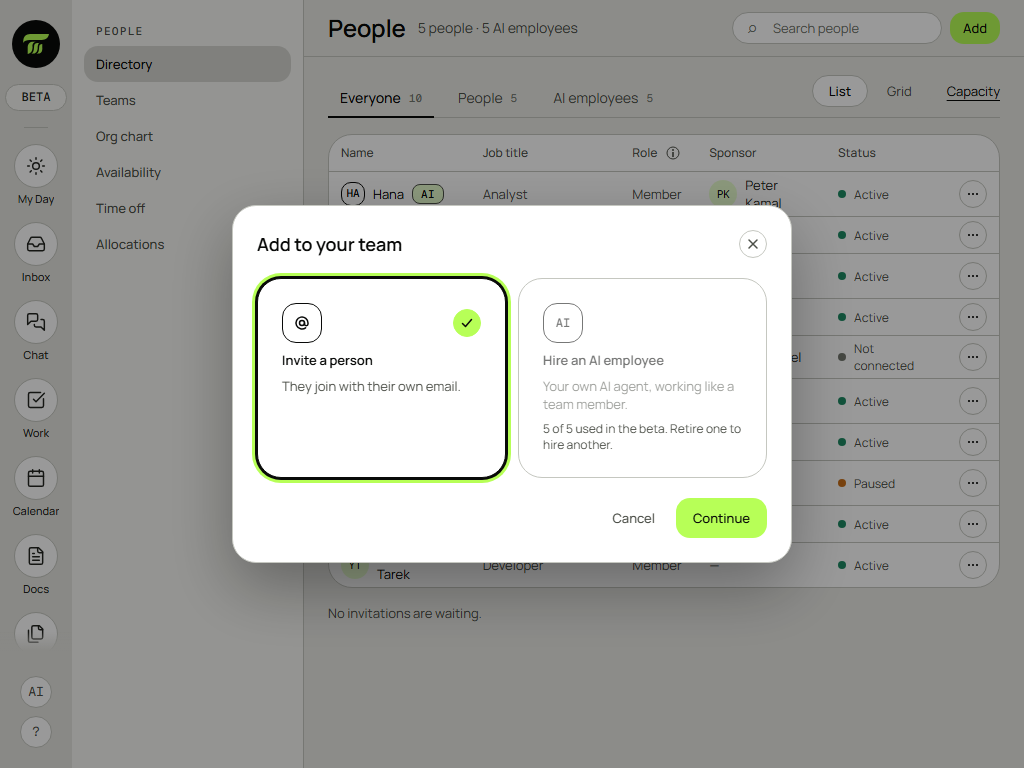 BETA
My Day
Inbox
Chat
Work
Calendar
Docs
AI
?
PEOPLE
Directory
Teams
Org chart
Availability
Time off
Allocations
People 5 people · 5 AI employees
Search people
Add
Everyone 10 People 5 AI employees 5
List Grid Capacity
Name Job title Role Sponsor Status
HA Hana AI Analyst Member PK Peter Kamal Active
Active
Active
Active
Not connected
Active
Active
Paused
Active
Tarek Developer Member — Active
No invitations are waiting.
Add to your team
Invite a person
They join with their own email.
AI
Hire an AI employee
Your own AI agent, working like a
team member.
5 of 5 used in the beta. Retire one to
hire another.
Cancel Continue